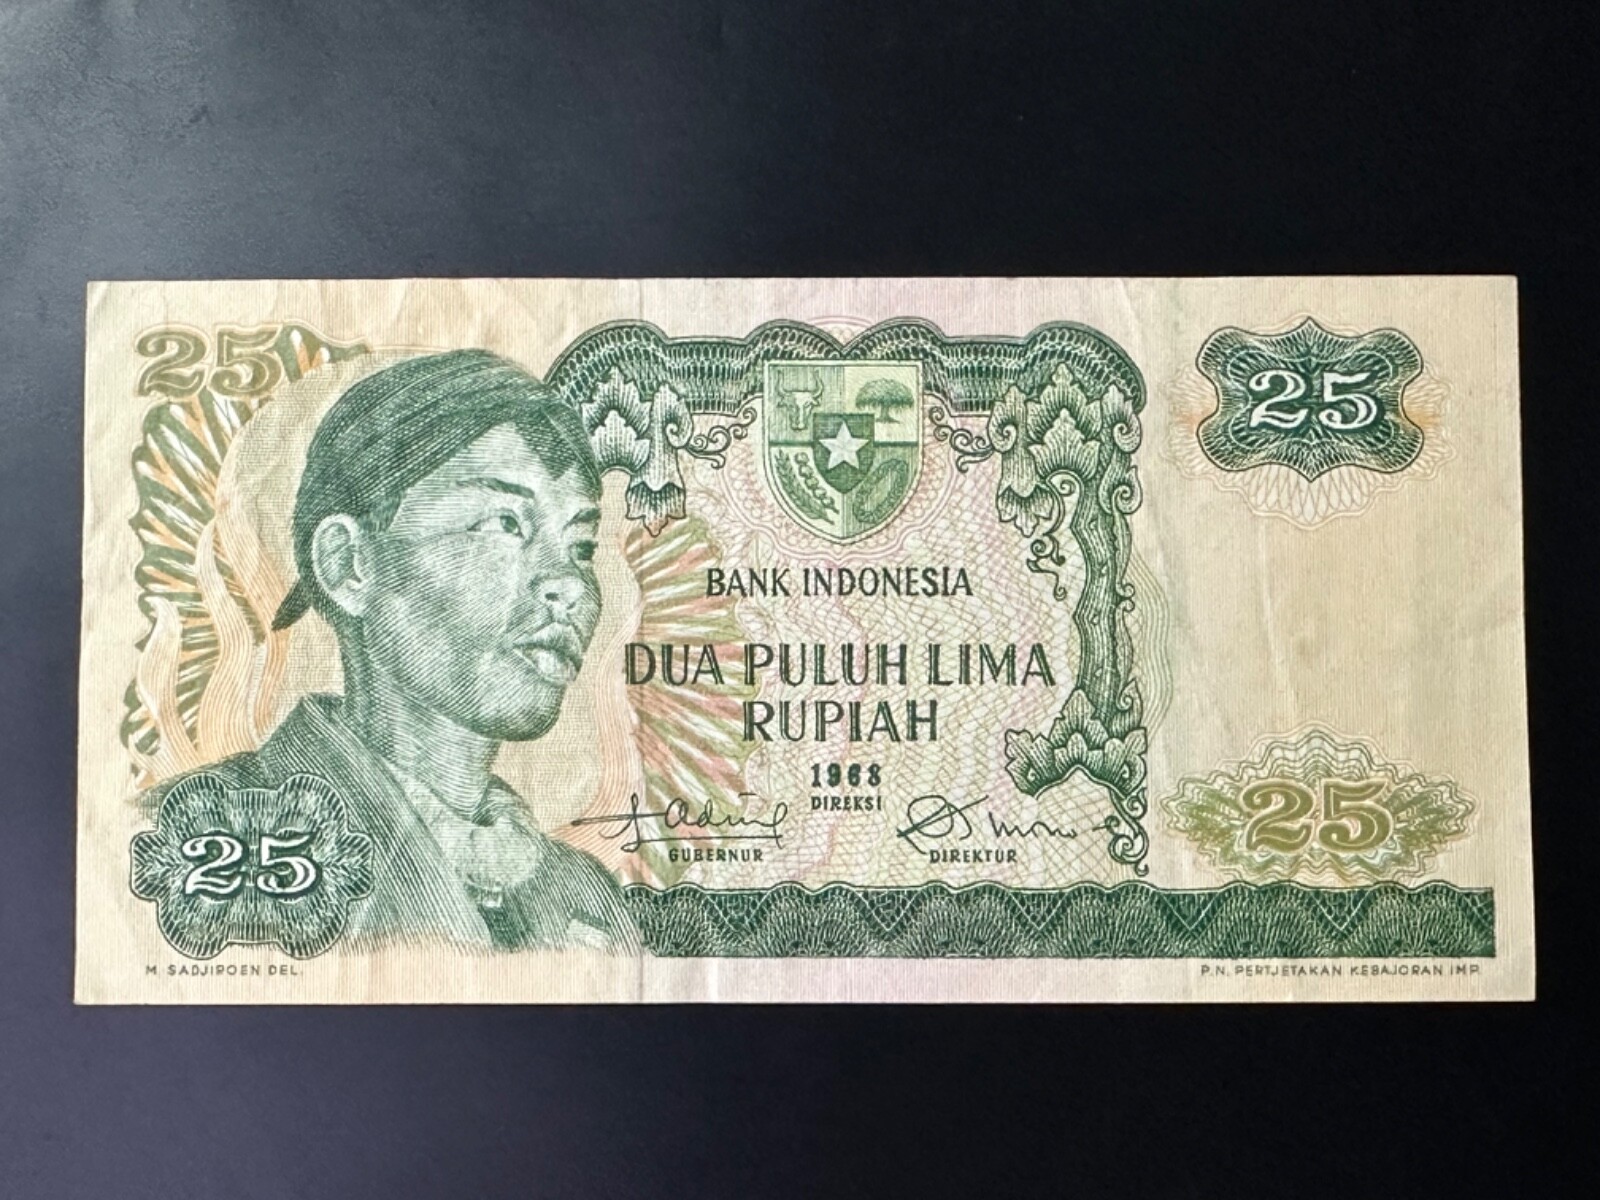 25
25
BANK INDONESIA
DUA PULUH LIMA
RUPIAH
1968
DIREKSI
GUBERNUR DIREKTUR
25
25
M. SADJIROEN DEL.
P.N. PERTJETAKAN KEBAJORAN IMP.